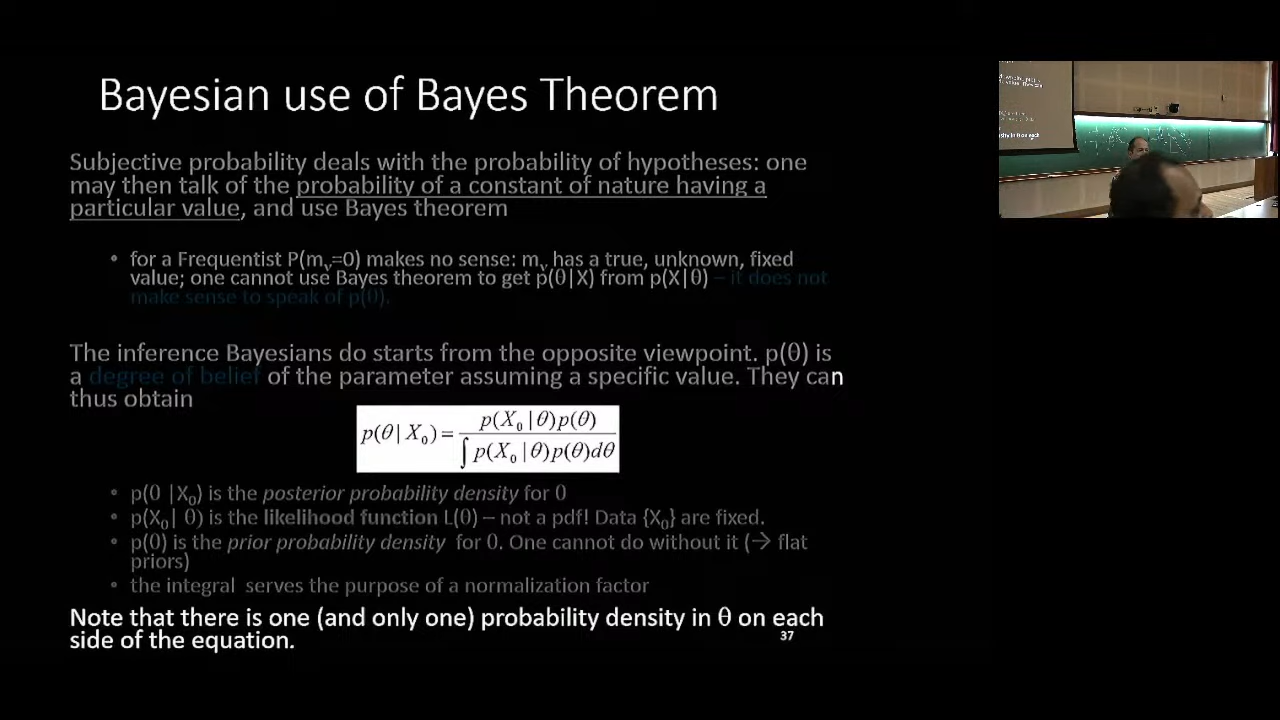 Bayesian use of Bayes Theorem
Subjective probability deals with the probability of hypotheses: one
may then talk of the probability of a constant of nature having a
particular value, and use Bayes theorem
• for a Frequentist P(mᵥ=0) makes no sense: mᵥ has a true, unknown, fixed
value; one cannot use Bayes theorem to get p(θ|X) from p(X|θ) – it does not
make sense to speak of p(θ).
The inference Bayesians do starts from the opposite viewpoint. p(θ) is
a degree of belief of the parameter assuming a specific value. They can
thus obtain
p(θ | X₀) = p(X₀ | θ)p(θ) / ∫ p(X₀ | θ)p(θ)dθ
• p(θ |X₀) is the posterior probability density for θ
• p(X₀| θ) is the likelihood function L(θ) – not a pdf! Data {X₀} are fixed.
• p(θ) is the prior probability density for θ. One cannot do without it (→ flat
priors)
• the integral serves the purpose of a normalization factor
Note that there is one (and only one) probability density in θ on each
side of the equation.
37